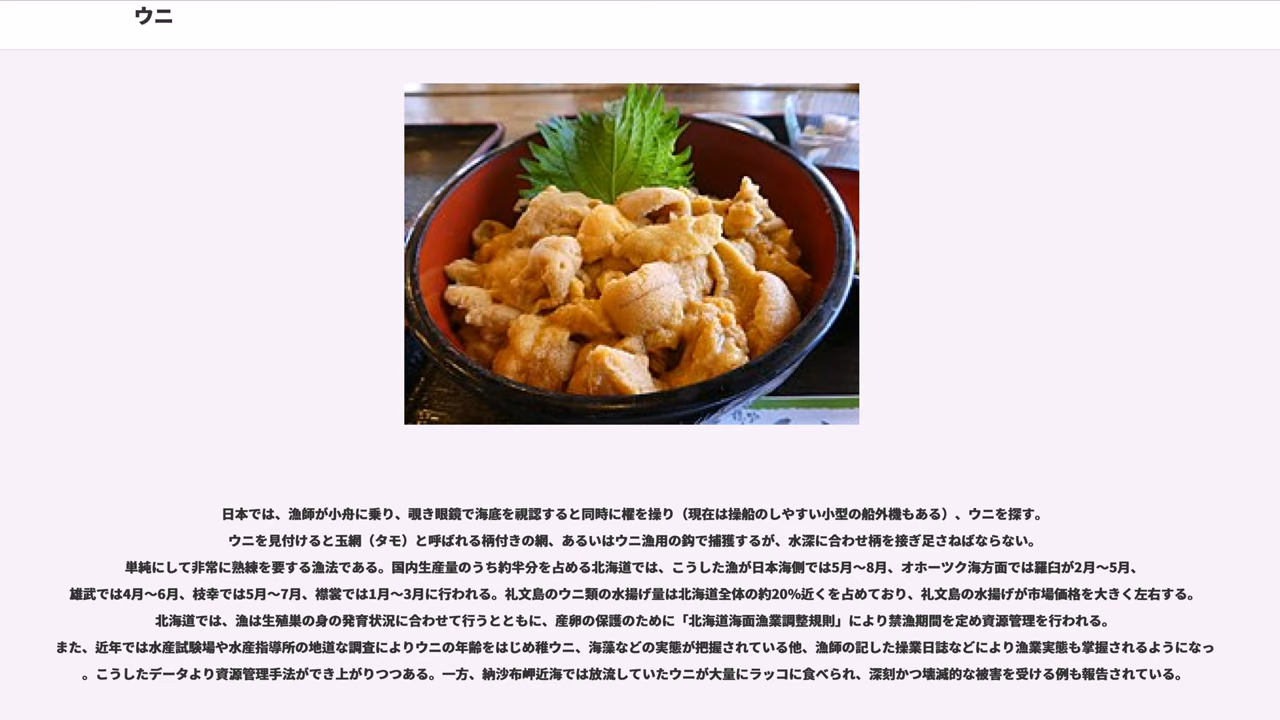 ウニ
日本では、漁師が小舟に乗り、覗き眼鏡で海底を視認すると同時に櫂を操り（現在は操船のしやすい小型の船外機もある）、ウニを探す。
ウニを見付けると玉網（タモ）と呼ばれる柄付きの網、あるいはウニ漁用の鈎で捕獲するが、水深に合わせ柄を接ぎ足さねばならない。
単純にして非常に熟練を要する漁法である。国内生産量のうち約半分を占める北海道では、こうした漁が日本海側では5月〜8月、オホーツク海方面では羅臼が2月〜5月、
雄武では4月〜6月、枝幸では5月〜7月、襟裳では1月〜3月に行われる。礼文島のウニ類の水揚げ量は北海道全体の約20%近くを占めており、礼文島の水揚げが市場価格を大きく左右する。
北海道では、漁は生殖巣の身の発育状況に合わせて行うとともに、産卵の保護のために「北海道海面漁業調整規則」により禁漁期間を定め資源管理を行われる。
また、近年では水産試験場や水産指導所の地道な調査によりウニの年齢をはじめ稚ウニ、海藻などの実態が把握されている他、漁師の記した操業日誌などにより漁業実態も掌握されるようになっ
。こうしたデータより資源管理手法ができ上がりつつある。一方、納沙布岬近海では放流していたウニが大量にラッコに食べられ、深刻かつ壊滅的な被害を受ける例も報告されている。